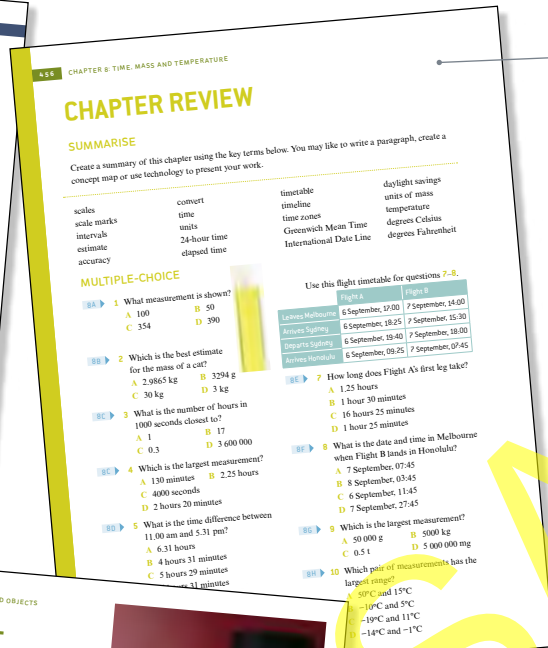 456 CHAPTER 8: TIME, MASS AND TEMPERATURE
CHAPTER REVIEW
SUMMARISE
Create a summary of this chapter using the key terms below. You may like to write a paragraph, create a
concept map or use technology to present your work.
scales
scale marks
intervals
estimate
accuracy
convert
time
units
24-hour time
elapsed time
timetable
timeline
time zones
Greenwich Mean Time
International Date Line
daylight savings
units of mass
temperature
degrees Celsius
degrees Fahrenheit
MULTIPLE-CHOICE
8A 1 What measurement is shown?
A 100 B 50
C 354 D 390
8B 2 Which is the best estimate
for the mass of a cat?
A 2.9865 kg B 3294 g
C 30 kg D 3 kg
8C 3 What is the number of hours in
1000 seconds closest to?
A 1 B 17
C 0.3 D 3 600 000
8C 4 Which is the largest measurement?
A 130 minutes B 2.25 hours
C 4000 seconds
D 2 hours 20 minutes
8D 5 What is the time difference between
11.00 am and 5.31 pm?
A 6.31 hours
B 4 hours 31 minutes
C 5 hours 29 minutes
31 minutes
Use this flight timetable for questions 7–8.
Flight A Flight B
Leaves Melbourne 6 September, 17:00 7 September, 14:00
Arrives Sydney 6 September, 18:25 7 September, 15:30
Departs Sydney 6 September, 19:40 7 September, 18:00
Arrives Honolulu 6 September, 09:25 7 September, 07:45
8E 7 How long does Flight A's first leg take?
A 1.25 hours
B 1 hour 30 minutes
C 16 hours 25 minutes
D 1 hour 25 minutes
8F 8 What is the date and time in Melbourne
when Flight B lands in Honolulu?
A 7 September, 07:45
B 8 September, 03:45
C 6 September, 11:45
D 7 September, 27:45
8G 9 Which is the largest measurement?
A 50 000 g B 5000 kg
C 0.5 t D 5 000 000 mg
8H 10 Which pair of measurements has the
largest range?
A 50°C and 15°C
B −10°C and 5°C
C −19°C and 11°C
D −14°C and −1°C
OBJECTS